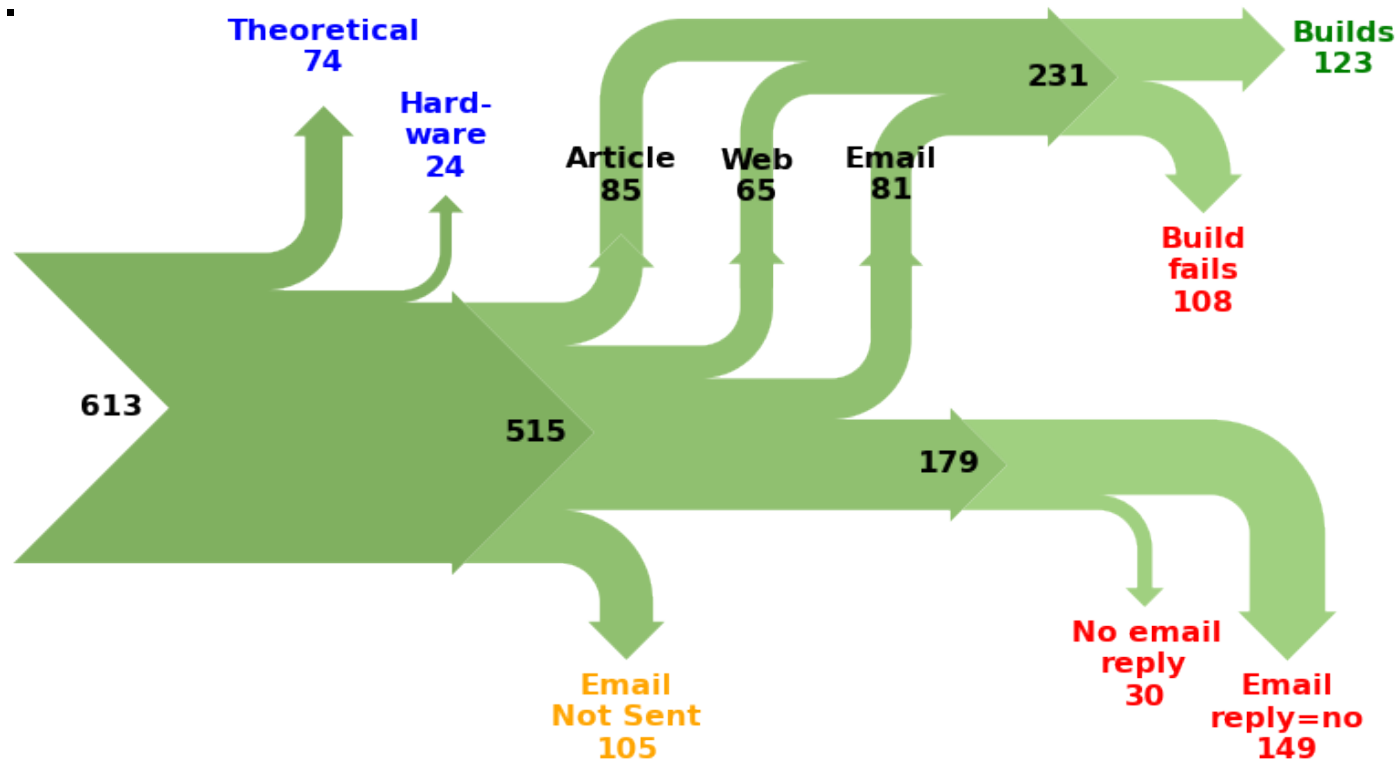 Theoretical
74
Hard-
ware
24
Article
85
Web
65
Email
81
231
Builds
123
Build
fails
108
613
515
179
Email
Not Sent
105
No email
reply
30
Email
reply=no
149